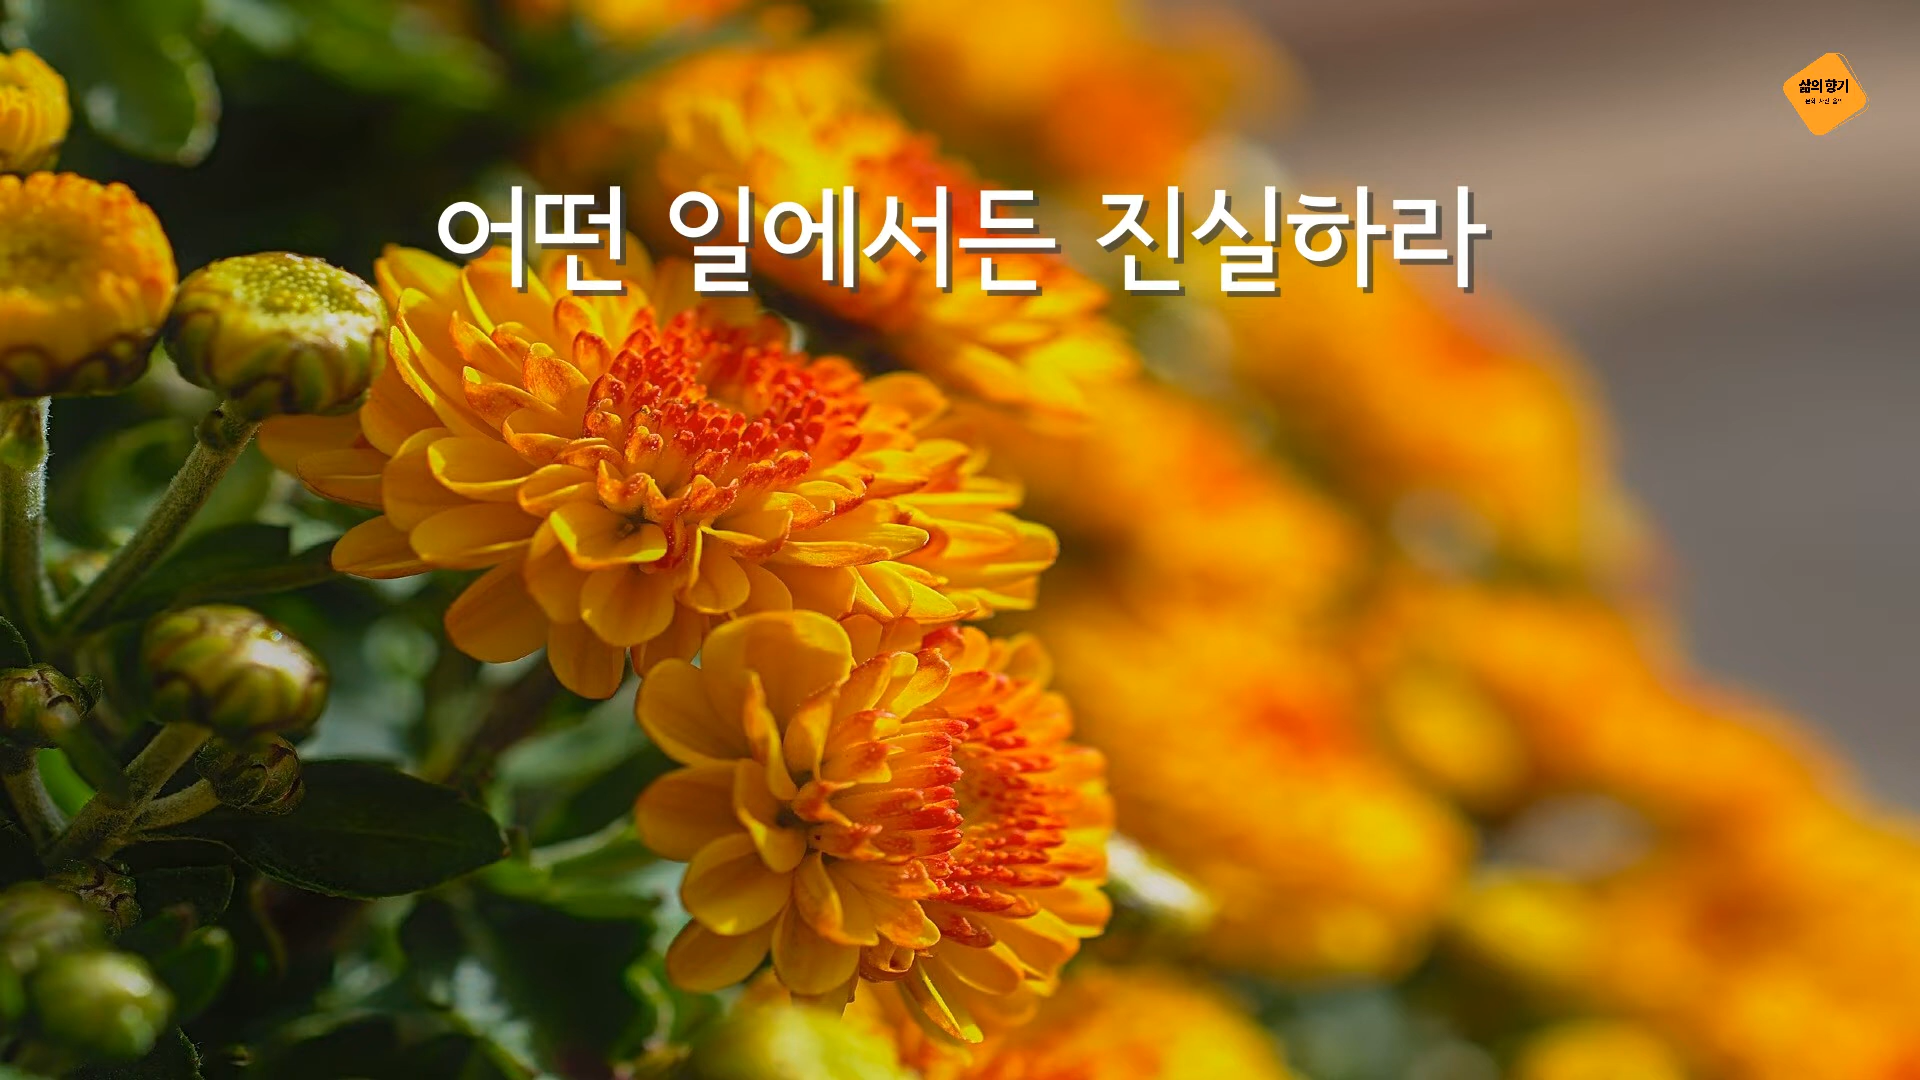 삶의 향기
어떤 일에서든 진실하라